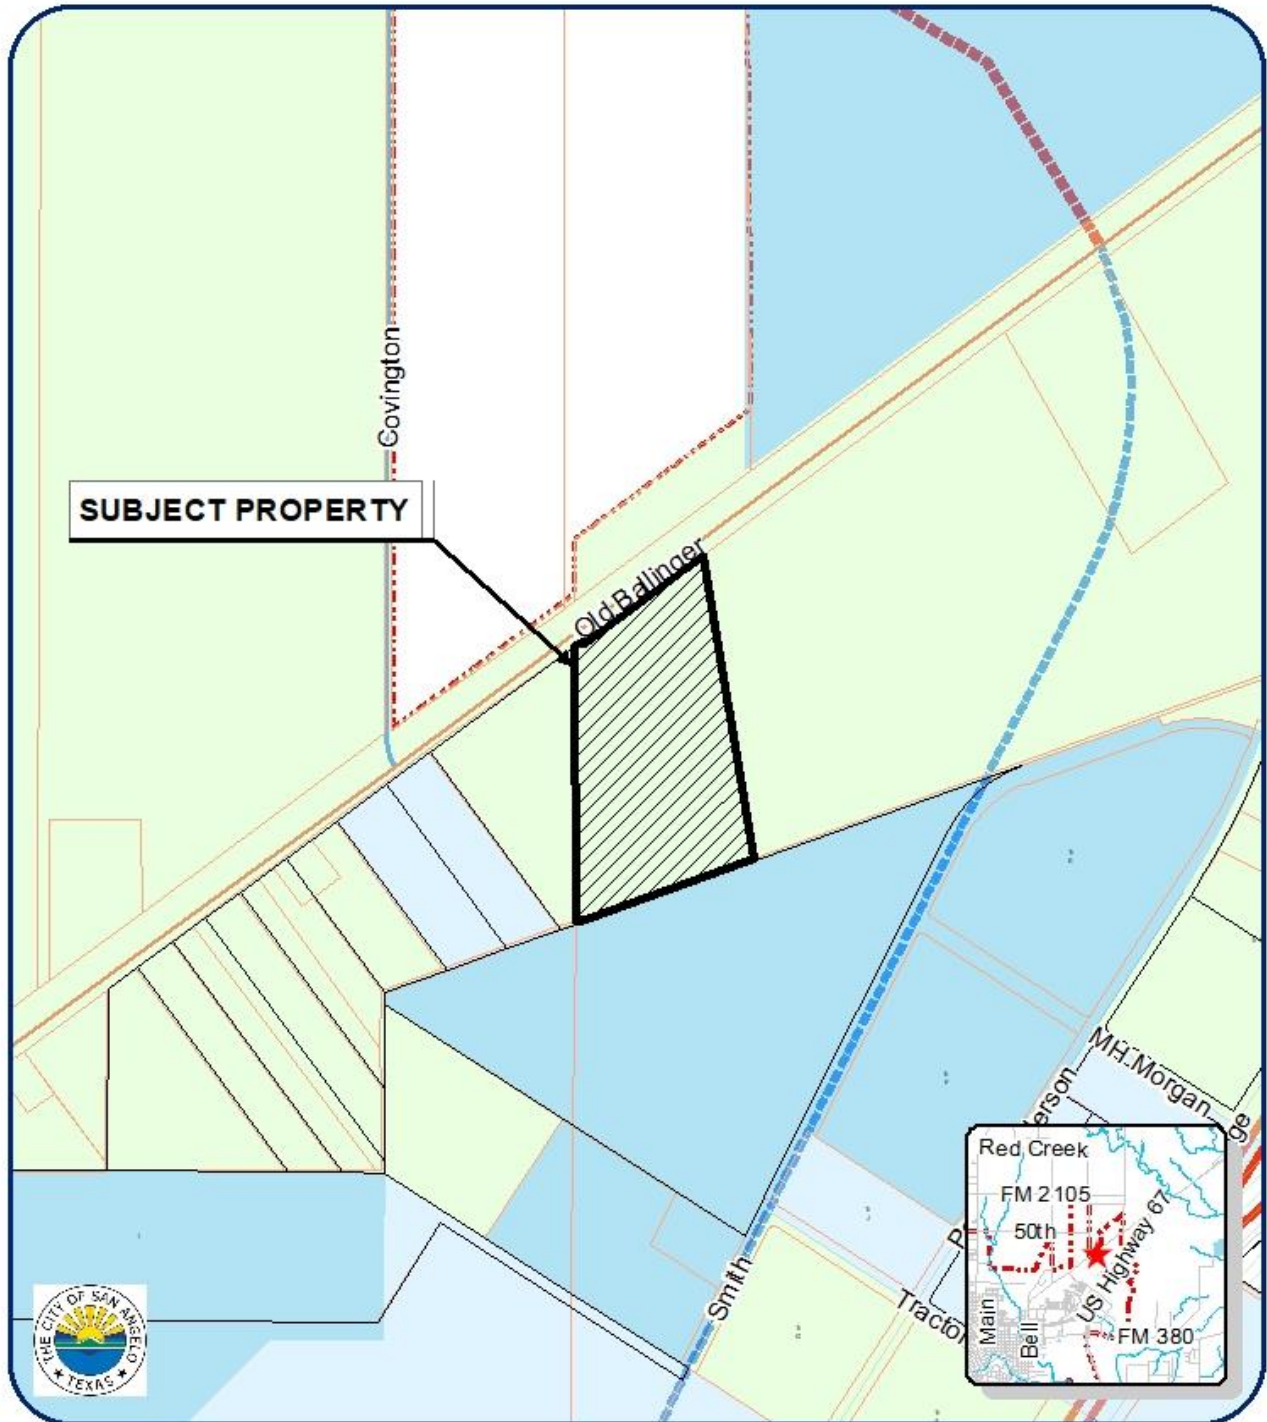 Covington
SUBJECT PROPERTY
Old Ballinger
MH Morgan
Smith
Red Creek
FM 2105
50th
US Highway 67
Main
Bell
FM 380
THE CITY OF SAN ANGELO
TEXAS